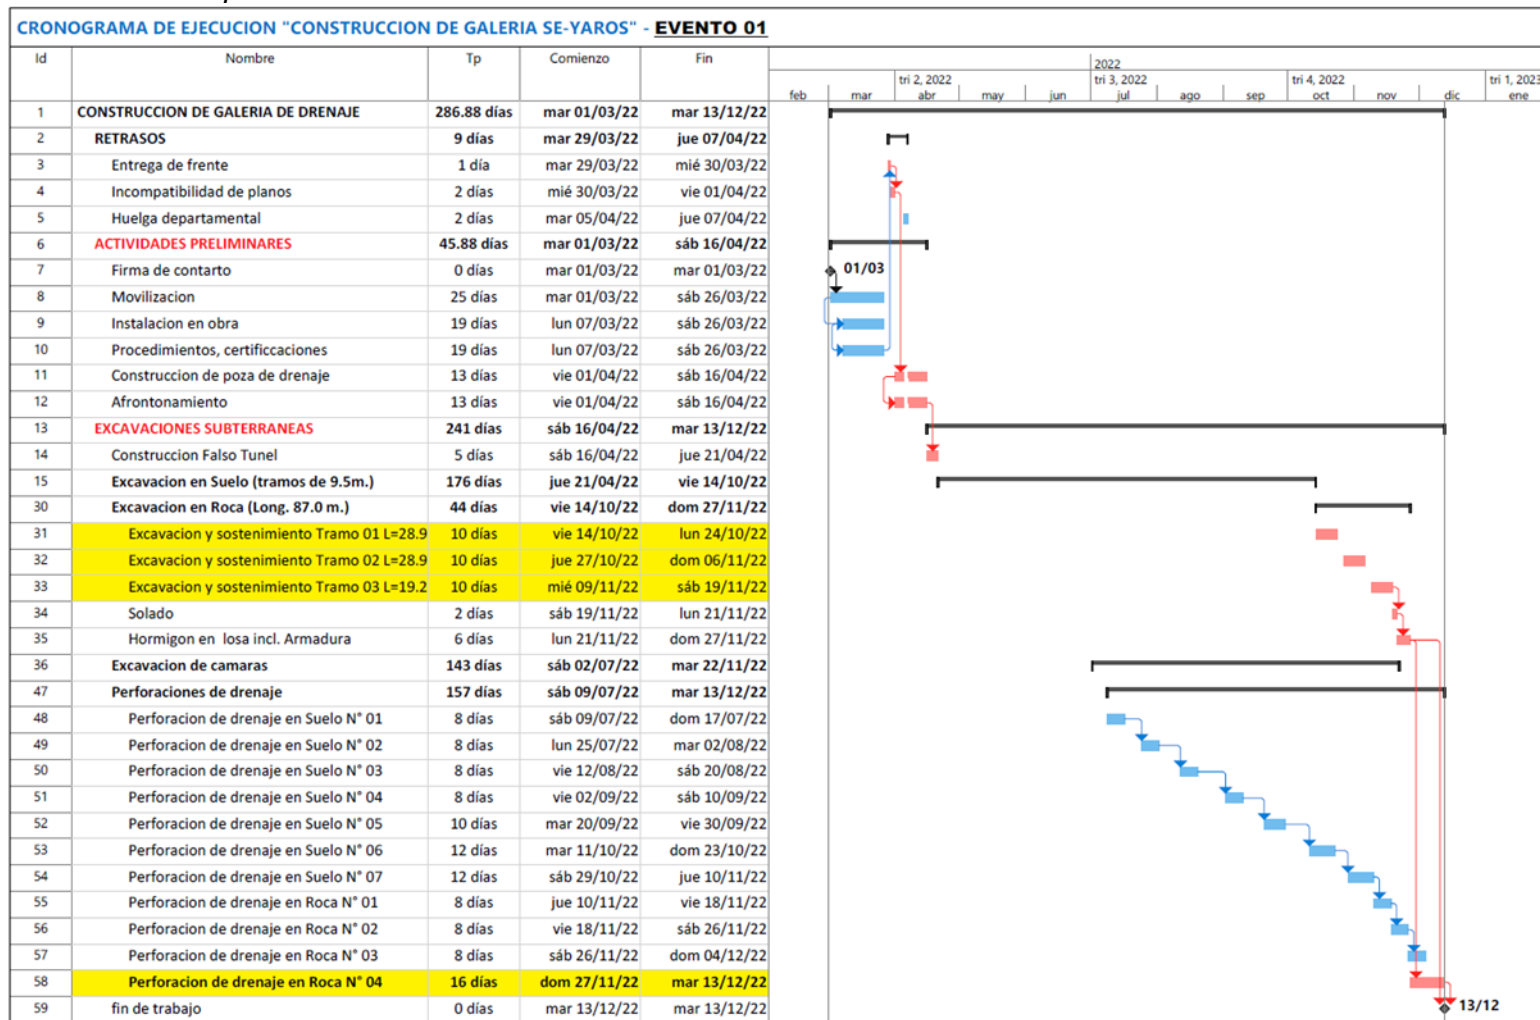 CRONOGRAMA DE EJECUCION "CONSTRUCCION DE GALERIA SE-YAROS" - EVENTO 01
Id Nombre Tp Comienzo Fin
2022
tri 2, 2022 tri 3, 2022 tri 4, 2022 tri 1, 2023
feb mar abr may jun jul ago sep oct nov dic ene
1 CONSTRUCCION DE GALERIA DE DRENAJE 286.88 días mar 01/03/22 mar 13/12/22
2 RETRASOS 9 días mar 29/03/22 jue 07/04/22
3 Entrega de frente 1 día mar 29/03/22 mié 30/03/22
4 Incompatibilidad de planos 2 días mié 30/03/22 vie 01/04/22
5 Huelga departamental 2 días mar 05/04/22 jue 07/04/22
6 ACTIVIDADES PRELIMINARES 45.88 días mar 01/03/22 sáb 16/04/22
7 Firma de contarto 0 días mar 01/03/22 mar 01/03/22 01/03
8 Movilizacion 25 días mar 01/03/22 sáb 26/03/22
9 Instalacion en obra 19 días lun 07/03/22 sáb 26/03/22
10 Procedimientos, certificcaciones 19 días lun 07/03/22 sáb 26/03/22
11 Construccion de poza de drenaje 13 días vie 01/04/22 sáb 16/04/22
12 Afrontonamiento 13 días vie 01/04/22 sáb 16/04/22
13 EXCAVACIONES SUBTERRANEAS 241 días sáb 16/04/22 mar 13/12/22
14 Construccion Falso Tunel 5 días sáb 16/04/22 jue 21/04/22
15 Excavacion en Suelo (tramos de 9.5m.) 176 días jue 21/04/22 vie 14/10/22
30 Excavacion en Roca (Long. 87.0 m.) 44 días vie 14/10/22 dom 27/11/22
31 Excavacion y sostenimiento Tramo 01 L=28.9 10 días vie 14/10/22 lun 24/10/22
32 Excavacion y sostenimiento Tramo 02 L=28.9 10 días jue 27/10/22 dom 06/11/22
33 Excavacion y sostenimiento Tramo 03 L=19.2 10 días mié 09/11/22 sáb 19/11/22
34 Solado 2 días sáb 19/11/22 lun 21/11/22
35 Hormigon en losa incl. Armadura 6 días lun 21/11/22 dom 27/11/22
36 Excavacion de camaras 143 días sáb 02/07/22 mar 22/11/22
47 Perforaciones de drenaje 157 días sáb 09/07/22 mar 13/12/22
48 Perforacion de drenaje en Suelo N° 01 8 días sáb 09/07/22 dom 17/07/22
49 Perforacion de drenaje en Suelo N° 02 8 días lun 25/07/22 mar 02/08/22
50 Perforacion de drenaje en Suelo N° 03 8 días vie 12/08/22 sáb 20/08/22
51 Perforacion de drenaje en Suelo N° 04 8 días vie 02/09/22 sáb 10/09/22
52 Perforacion de drenaje en Suelo N° 05 10 días mar 20/09/22 vie 30/09/22
53 Perforacion de drenaje en Suelo N° 06 12 días mar 11/10/22 dom 23/10/22
54 Perforacion de drenaje en Suelo N° 07 12 días sáb 29/10/22 jue 10/11/22
55 Perforacion de drenaje en Roca N° 01 8 días jue 10/11/22 vie 18/11/22
56 Perforacion de drenaje en Roca N° 02 8 días vie 18/11/22 sáb 26/11/22
57 Perforacion de drenaje en Roca N° 03 8 días sáb 26/11/22 dom 04/12/22
58 Perforacion de drenaje en Roca N° 04 16 días dom 27/11/22 mar 13/12/22
59 fin de trabajo 0 días mar 13/12/22 mar 13/12/22 13/12